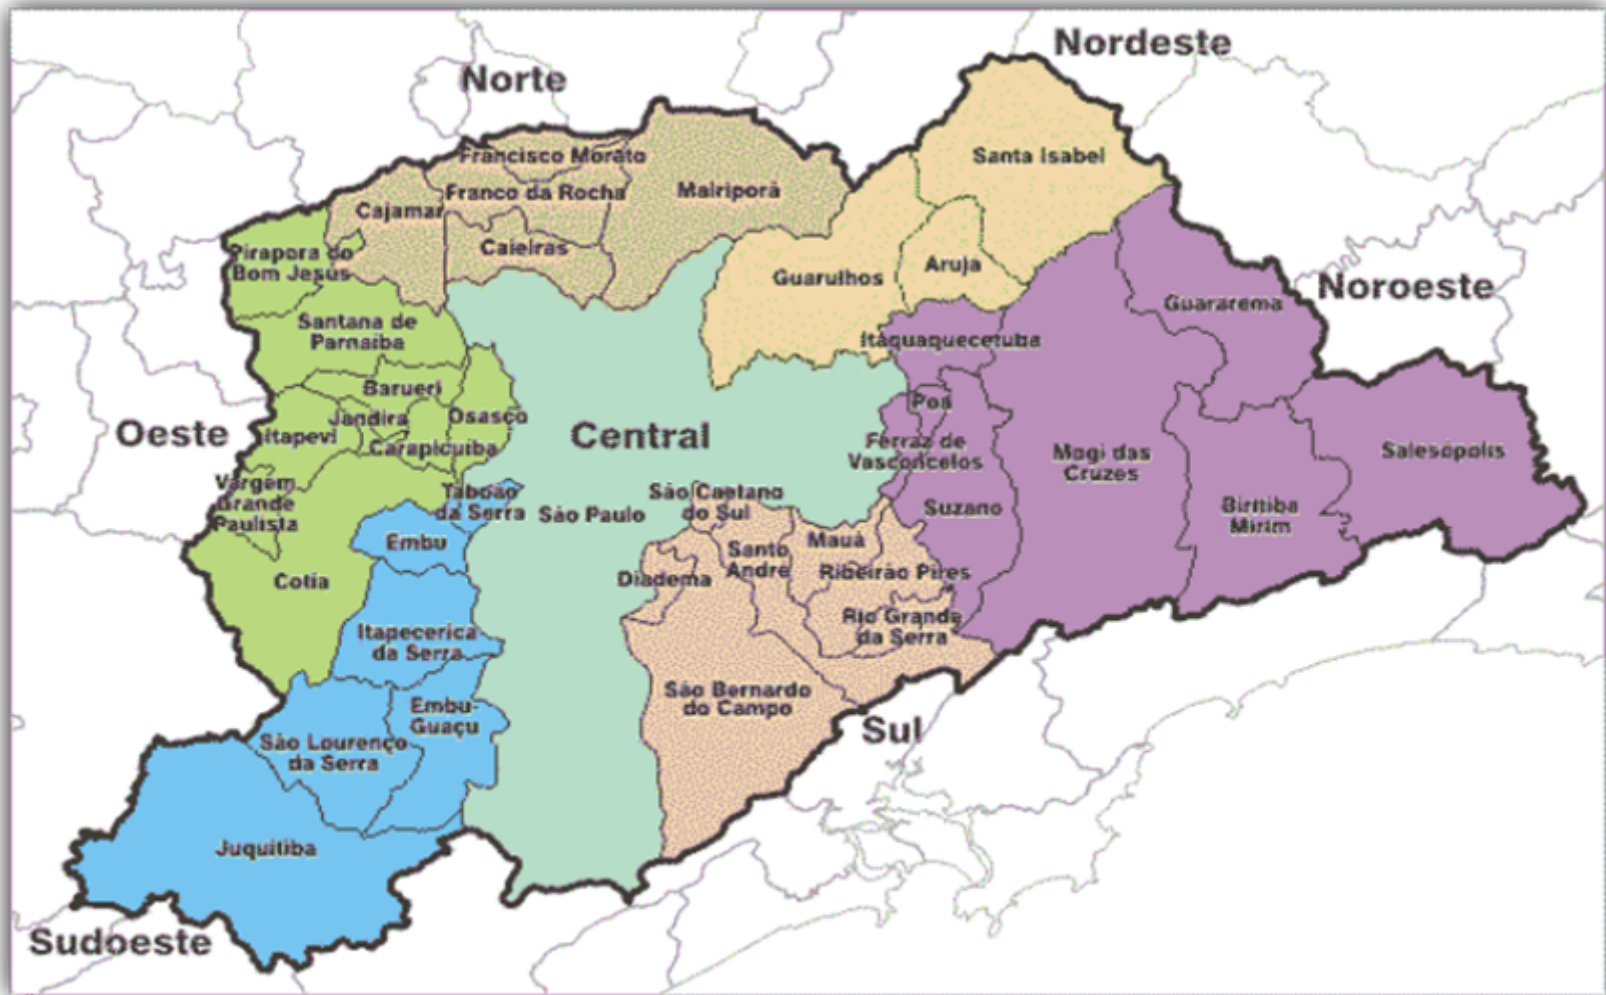 Nordeste
Norte
Francisco Morato
Santa Isabel
Franco da Rocha
Mairiporã
Cajamar
Caieiras
Pirapora do
Bom Jesus
Guarulhos
Aruja
Noroeste
Guararema
Santana de
Parnaiba
Itaquaquecetuba
Barueri
Poá
Jandira
Osasco
Oeste
Itapevi
Central
Carapicuiba
Ferraz de
Vasconcelos
Mogi das
Cruzes
Salesópolis
Vargem
Grande
Paulista
Taboão
da Serra
São Paulo
São Caetano
do Sul
Suzano
Biritiba
Mirim
Embu
Mauá
Santo
Andre
Diadema
Ribeirão Pires
Cotia
Rio Grande
da Serra
Itapecerica
da Serra
São Bernardo
do Campo
Embu-
Guaçu
Sul
São Lourenço
da Serra
Juquitiba
Sudoeste